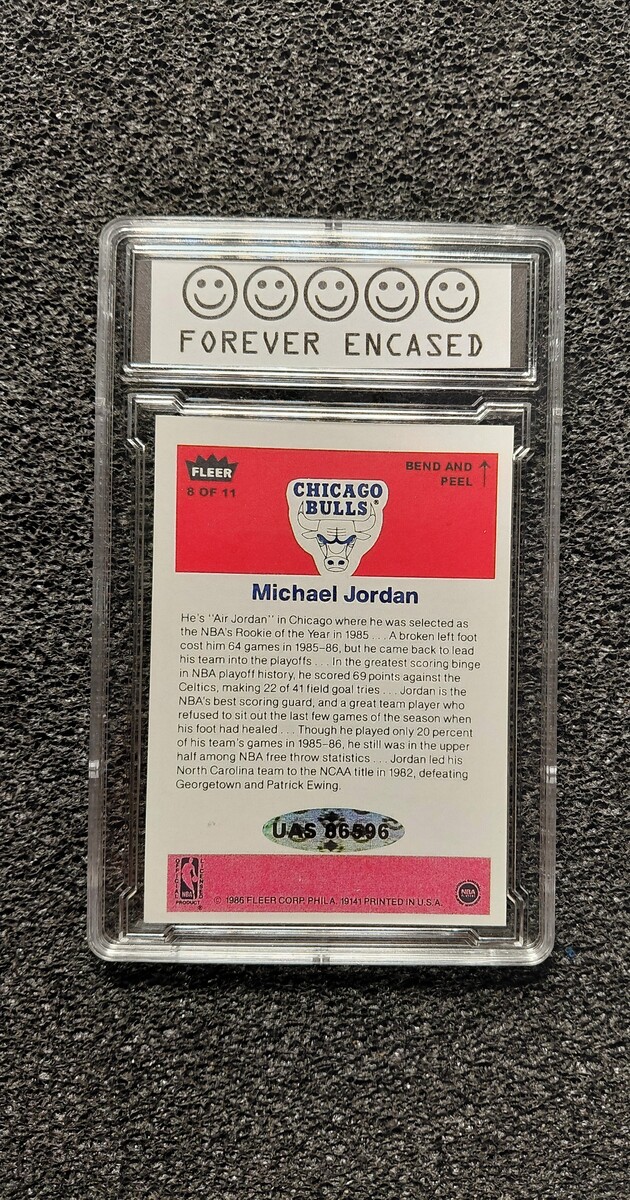 FOREVER ENCASED
FLEER
8 OF 11
BEND AND
PEEL
CHICAGO
BULLS
Michael Jordan
He's "Air Jordan" in Chicago where he was selected as
the NBA's Rookie of the Year in 1985 . . . A broken left foot
cost him 64 games in 1985–86, but he came back to lead
his team into the playoffs . . . In the greatest scoring binge
in NBA playoff history, he scored 69 points against the
Celtics, making 22 of 41 field goal tries . . . Jordan is the
NBA's best scoring guard, and a great team player who
refused to sit out the last few games of the season when
his foot had healed . . . Though he played only 20 percent
of his team's games in 1985–86, he still was in the upper
half among NBA free throw statistics . . . Jordan led his
North Carolina team to the NCAA title in 1982, defeating
Georgetown and Patrick Ewing.
UAS 86596
OFFICIAL LICENSED
NBA
PRODUCT
© 1986 FLEER CORP. PHILA. 19141 PRINTED IN U.S.A.
NBA